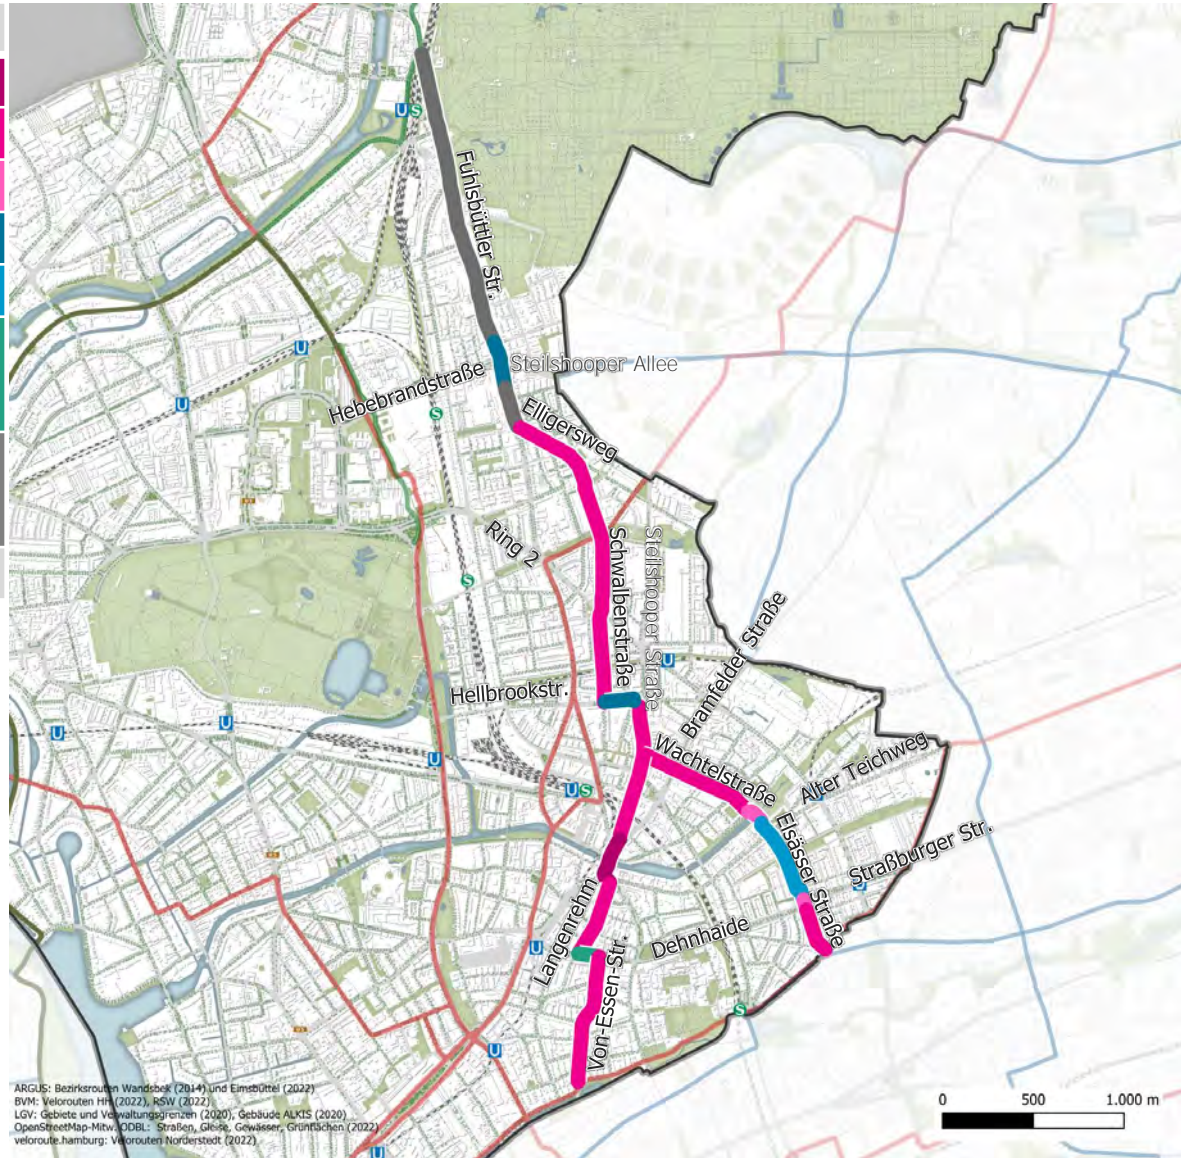 U S
Fuhlsbüttler Str.
U
Steilshooper Allee
Hebebrandstraße
U
S
Elligersweg
Ring 2
Schwalbenstraße
Steilshooper Straße
S
Bramfelder Straße
U
Hellbrookstr.
U
U
U
Wachtelstraße
Alter Teichweg
U S
U
Elsässer Straße
Straßburger Str.
U
Langenrehm
Dehnhaide
U
Von-Essen-Str.
S
U
ARGUS: Bezirksrouten Wandsbek (2014) und Eimsbüttel (2022)
BVM: Velorouten HH (2022), RSW (2022)
LGV: Gebiete und Verwaltungsgrenzen (2020), Gebäude ALKIS (2020)
OpenStreetMap-Mitw. ODBL: Straßen, Gleise, Gewässer, Grünflächen (2022)
veloroute.hamburg: Velorouten Norderstedt (2022)
0 500 1.000 m
U